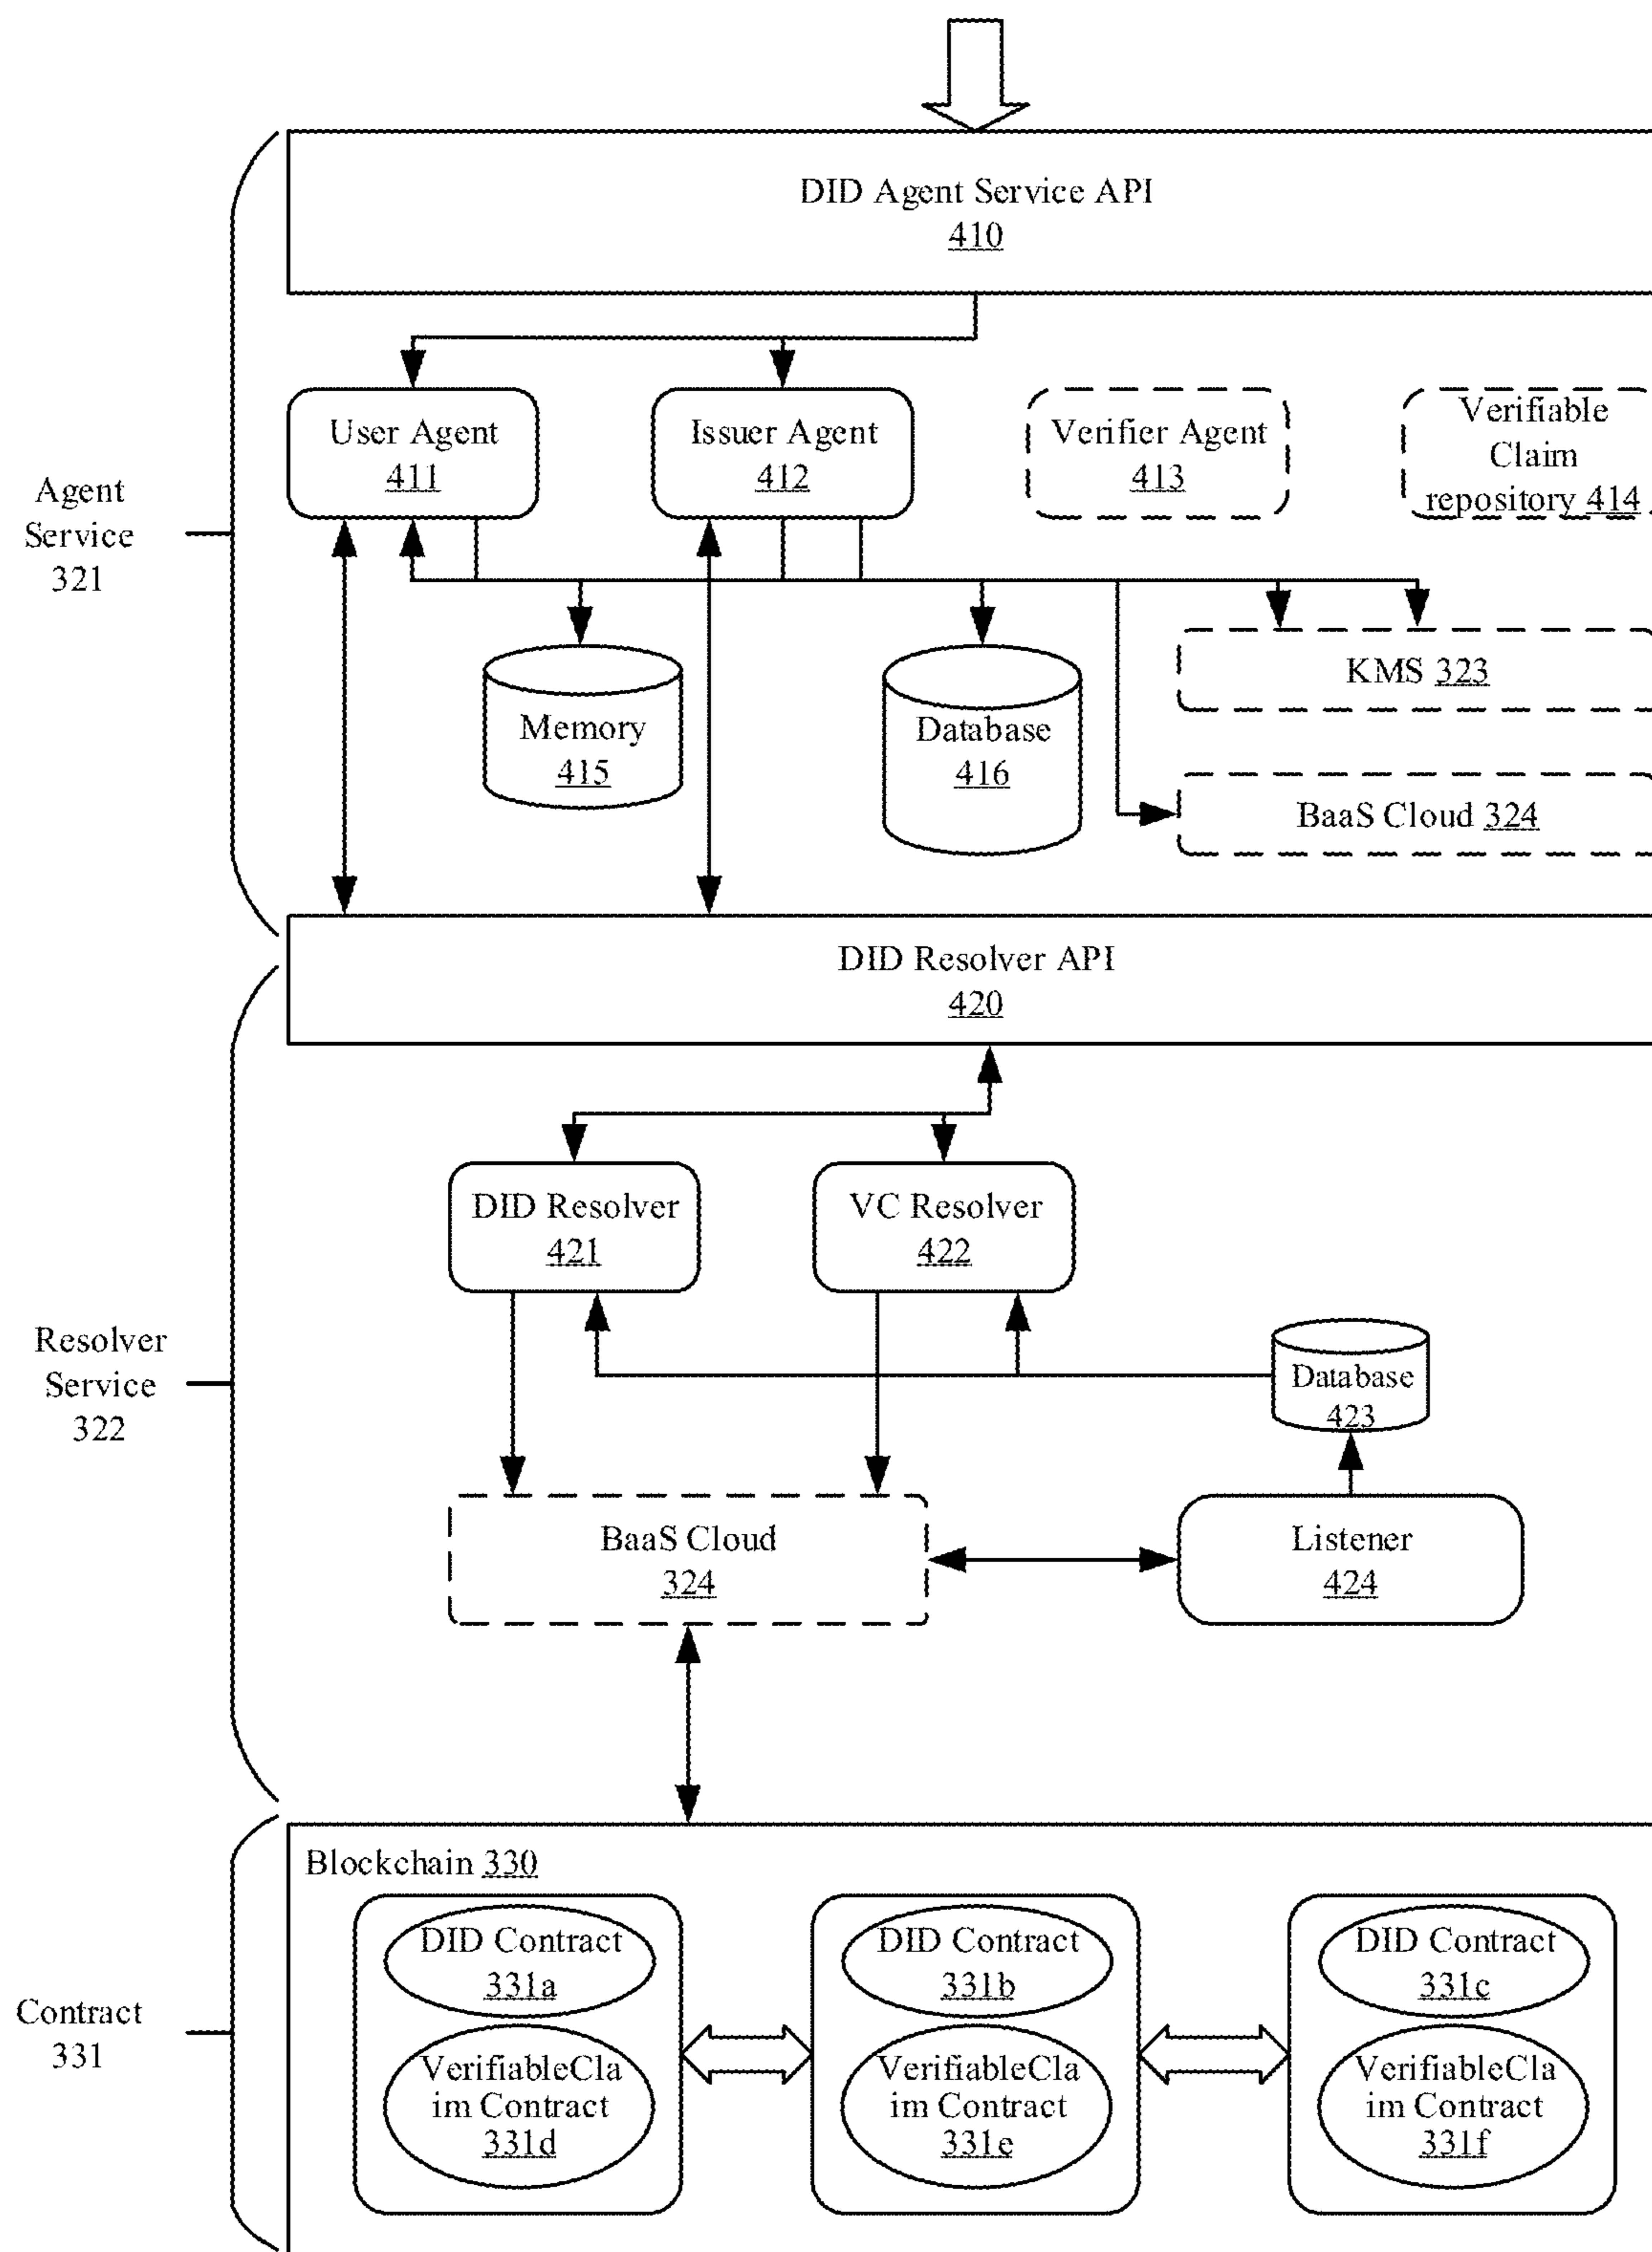 DID Agent Service API
410
User Agent
411
Issuer Agent
412
Verifier Agent
413
Verifiable
Claim
repository 414
Agent
Service
321
Memory
415
Database
416
KMS 323
BaaS Cloud 324
DID Resolver API
420
DID Resolver
421
VC Resolver
422
Resolver
Service
322
Database
423
BaaS Cloud
324
Listener
424
Blockchain 330
DID Contract
331a
DID Contract
331b
DID Contract
331c
Contract
331
VerifiableCla
im Contract
331d
VerifiableCla
im Contract
331e
VerifiableCla
im Contract
331f